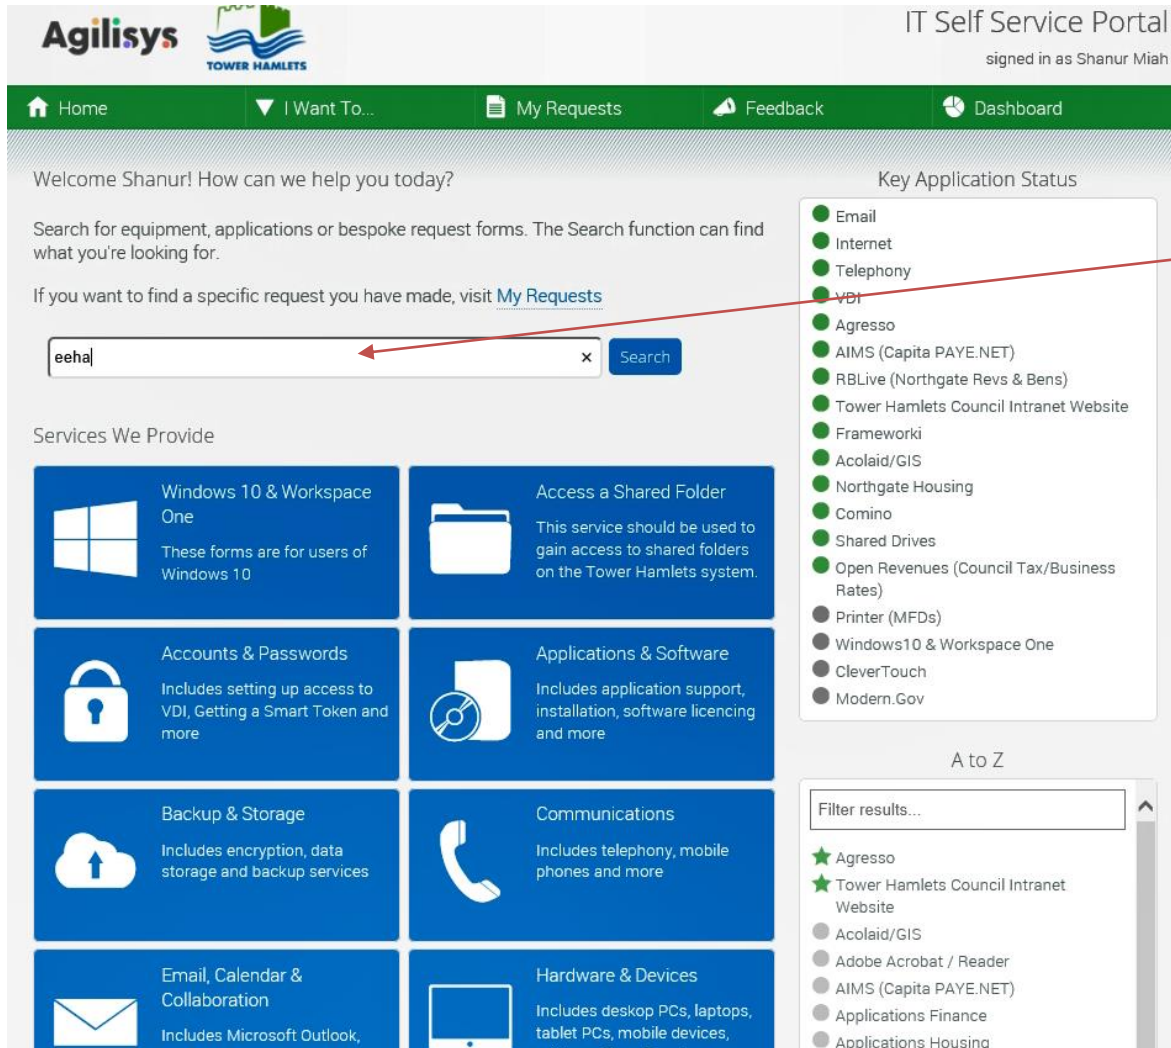 Agilisys
TOWER HAMLETS
IT Self Service Portal
signed in as Shanur Miah
Home
I Want To...
My Requests
Feedback
Dashboard
Welcome Shanur! How can we help you today?
Search for equipment, applications or bespoke request forms. The Search function can find
what you're looking for.
If you want to find a specific request you have made, visit My Requests
eeha
×
Search
Services We Provide
Windows 10 & Workspace
One
These forms are for users of
Windows 10
Access a Shared Folder
This service should be used to
gain access to shared folders
on the Tower Hamlets system.
Accounts & Passwords
Includes setting up access to
VDI, Getting a Smart Token and
more
Applications & Software
Includes application support,
installation, software licencing
and more
Backup & Storage
Includes encryption, data
storage and backup services
Communications
Includes telephony, mobile
phones and more
Email, Calendar &
Collaboration
Includes Microsoft Outlook,
Hardware & Devices
Includes deskop PCs, laptops,
tablet PCs, mobile devices,
Key Application Status
Email
Internet
Telephony
VDI
Agresso
AIMS (Capita PAYE.NET)
RBLive (Northgate Revs & Bens)
Tower Hamlets Council Intranet Website
Frameworki
Acolaid/GIS
Northgate Housing
Comino
Shared Drives
Open Revenues (Council Tax/Business
Rates)
Printer (MFDs)
Windows10 & Workspace One
CleverTouch
Modern.Gov
A to Z
Filter results...
Agresso
Tower Hamlets Council Intranet
Website
Acolaid/GIS
Adobe Acrobat / Reader
AIMS (Capita PAYE.NET)
Applications Finance
Applications Housing